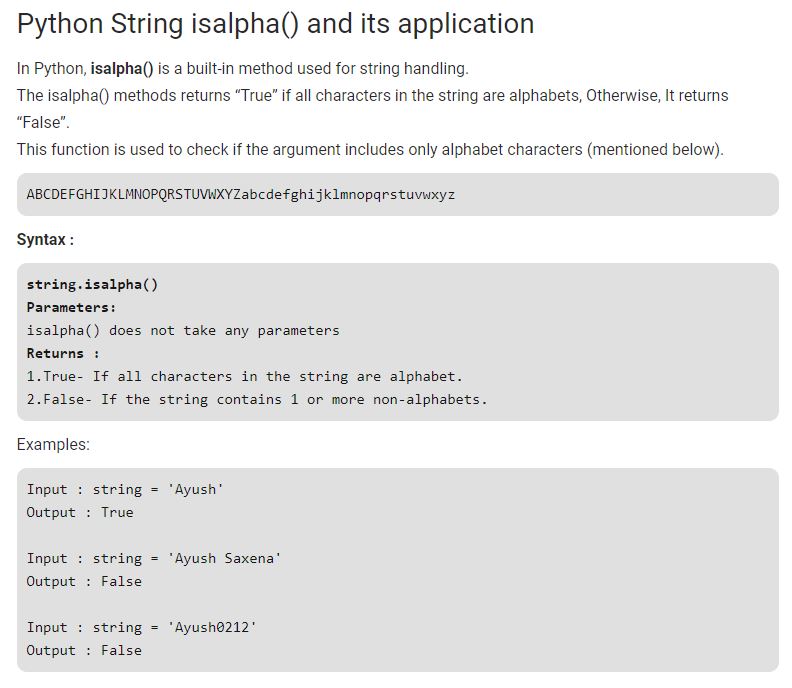 Python String isalpha() and its application
In Python, isalpha() is a built-in method used for string handling.
The isalpha() methods returns “True” if all characters in the string are alphabets, Otherwise, It returns
“False”.
This function is used to check if the argument includes only alphabet characters (mentioned below).
ABCDEFGHIJKLMNOPQRSTUVWXYZabcdefghijklmnopqrstuvwxyz
Syntax :
string.isalpha()
Parameters:
isalpha() does not take any parameters
Returns :
1.True- If all characters in the string are alphabet.
2.False- If the string contains 1 or more non-alphabets.
Examples:
Input : string = 'Ayush'
Output : True
Input : string = 'Ayush Saxena'
Output : False
Input : string = 'Ayush0212'
Output : False